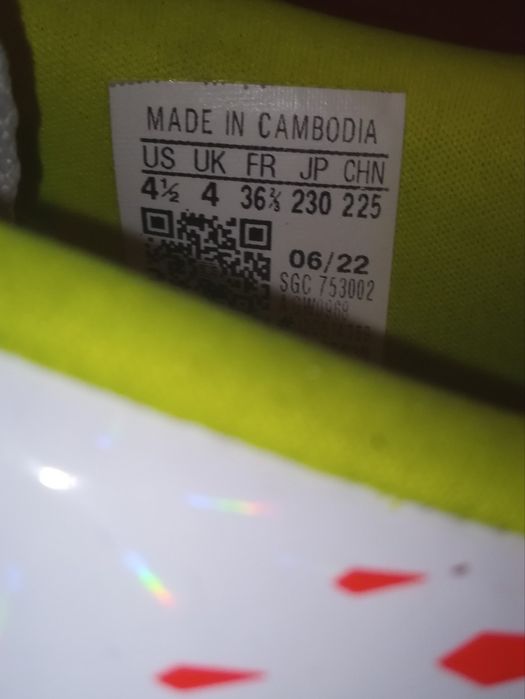 MADE IN CAMBODIA
US UK FR JP CHN
4½ 4 36⅔ 230 225
06/22
SGC 753002